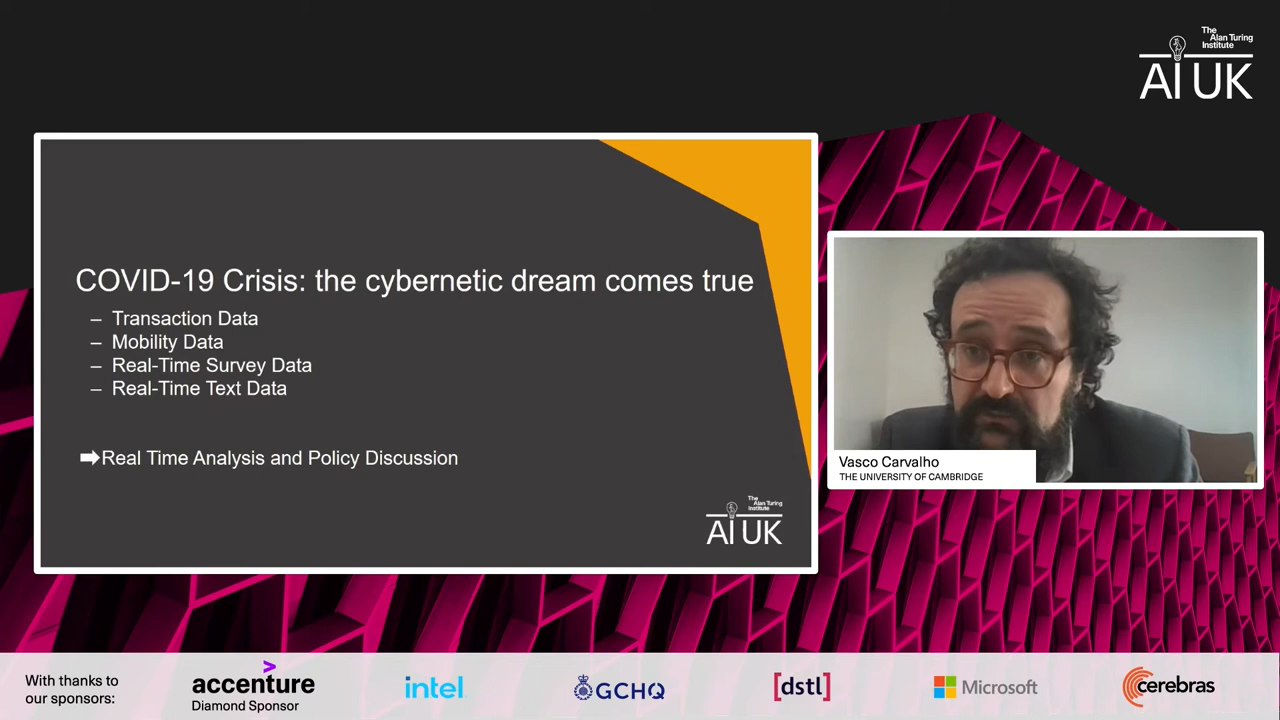 The
Alan Turing
Institute
AI UK
COVID-19 Crisis: the cybernetic dream comes true
– Transaction Data
– Mobility Data
– Real-Time Survey Data
– Real-Time Text Data
➡Real Time Analysis and Policy Discussion
The
Alan Turing
Institute
AI UK
Vasco Carvalho
THE UNIVERSITY OF CAMBRIDGE
With thanks to
our sponsors:
accenture
Diamond Sponsor
intel
GCHQ
[dstl]
Microsoft
cerebras